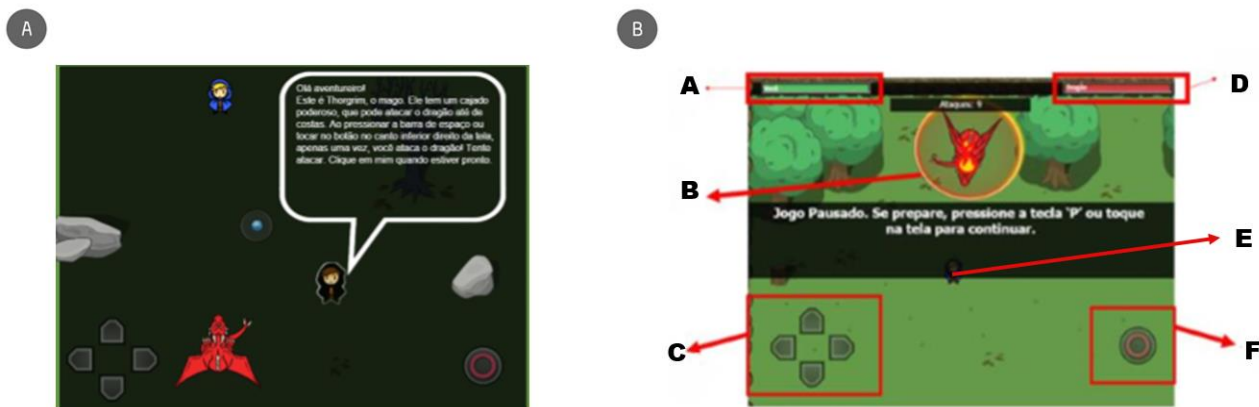 A
Olá aventureiro!
Este é Thorgrim, o mago. Ele tem um cajado
poderoso, que pode atacar o dragão até de
costas. Ao pressionar a barra de espaço ou
tocar no botão no canto inferior direito da tela,
apenas uma vez, você ataca o dragão! Tente
atacar. Clique em mim quando estiver pronto.
B
A
D
Dragão
Ataques: 9
B
Jogo Pausado. Se prepare, pressione a tecla 'P' ou toque
na tela para continuar.
E
C
F